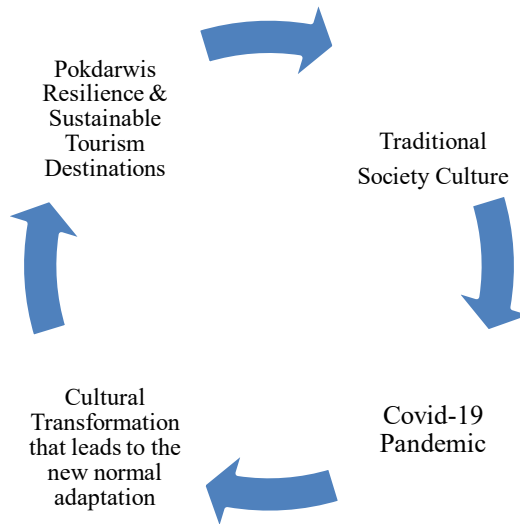 Pokdarwis
Resilience &
Sustainable
Tourism
Destinations
Traditional
Society Culture
Covid-19
Pandemic
Cultural
Transformation
that leads to the
new normal
adaptation